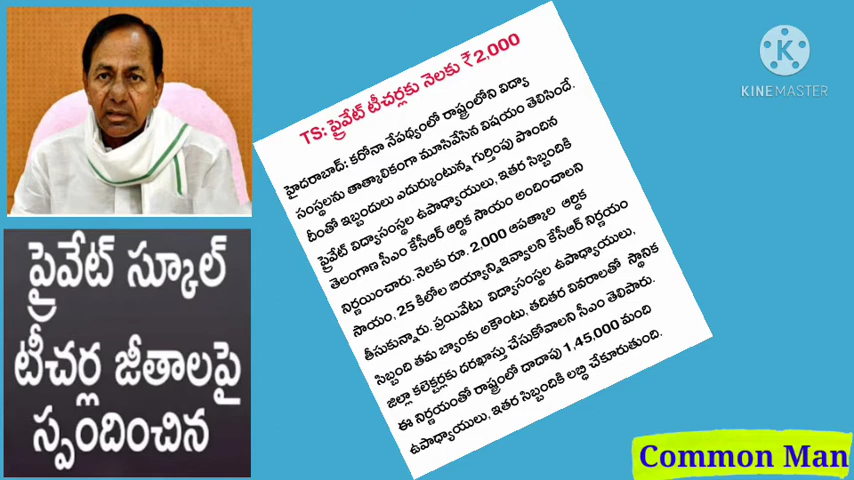 TS: ప్రైవేట్ టీచర్లకు నెలకు ₹2,000
హైదరాబాద్: కరోనా నేపథ్యంలో రాష్ట్రంలోని విద్యా
సంస్థలను తాత్కాలికంగా మూసివేసిన విషయం తెలిసిందే.
దీంతో ఇబ్బందులు ఎదుర్కుంటున్న గుర్తింపు పొందిన
ప్రైవేట్ విద్యాసంస్థల ఉపాధ్యాయులు, ఇతర సిబ్బందికి
తెలంగాణ సీఎం కేసీఆర్ ఆర్థిక సాయం అందించాలని
నిర్ణయించారు. నెలకు రూ. 2,000 ఆపత్కాల ఆర్థిక
సాయం, 25 కిలోల బియ్యాన్ని ఇవ్వాలని కేసీఆర్ నిర్ణయం
తీసుకున్నారు. ప్రయివేటు విద్యాసంస్థల ఉపాధ్యాయులు,
సిబ్బంది తమ బ్యాంకు అకౌంటు, తదితర వివరాలతో స్థానిక
జిల్లా కలెక్టర్లకు దరఖాస్తు చేసుకోవాలని సీఎం తెలిపారు.
ఈ నిర్ణయంతో రాష్ట్రంలో దాదాపు 1,45,000 మంది
ఉపాధ్యాయులు, ఇతర సిబ్బందికి లబ్ధి చేకూరుతుంది.
K
KINEMASTER
ప్రైవేట్ స్కూల్
టీచర్ల జీతాలపై
స్పందించిన
Common Man